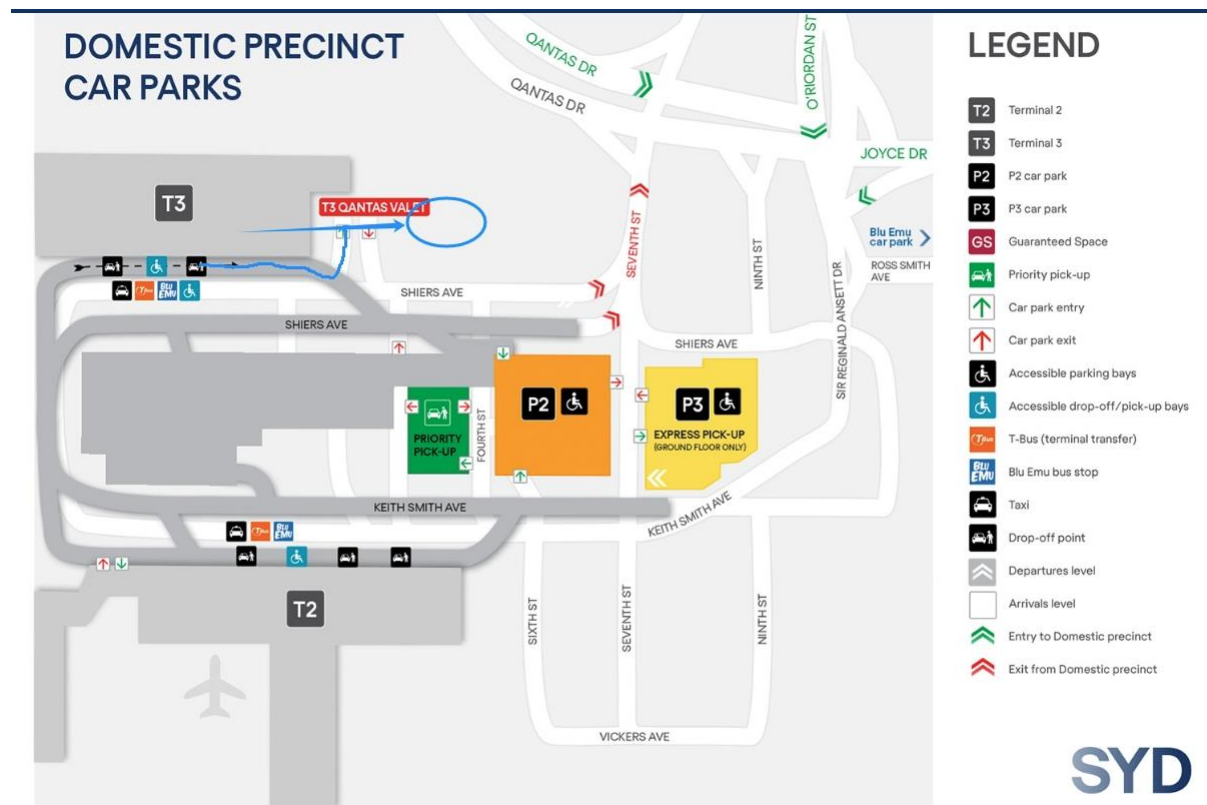 DOMESTIC PRECINCT
CAR PARKS
QANTAS DR
QANTAS DR
O'RIORDAN ST
JOYCE DR
T3
T3 QANTAS VALET
SEVENTH ST
NINTH ST
Blu Emu
car park
ROSS SMITH
AVE
SIR REGINALD ANSETT DR
TBus
BLU
EMU
SHIERS AVE
SHIERS AVE
SHIERS AVE
P2
P3
PRIORITY
PICK-UP
FOURTH ST
EXPRESS PICK-UP
(GROUND FLOOR ONLY)
KEITH SMITH AVE
KEITH SMITH AVE
TBus
BLU
EMU
T2
SIXTH ST
SEVENTH ST
NINTH ST
VICKERS AVE
LEGEND
T2 Terminal 2
T3 Terminal 3
P2 P2 car park
P3 P3 car park
GS Guaranteed Space
Priority pick-up
Car park entry
Car park exit
Accessible parking bays
Accessible drop-off/pick-up bays
TBus T-Bus (terminal transfer)
BLU
EMU Blu Emu bus stop
Taxi
Drop-off point
Departures level
Arrivals level
Entry to Domestic precinct
Exit from Domestic precinct
SYD